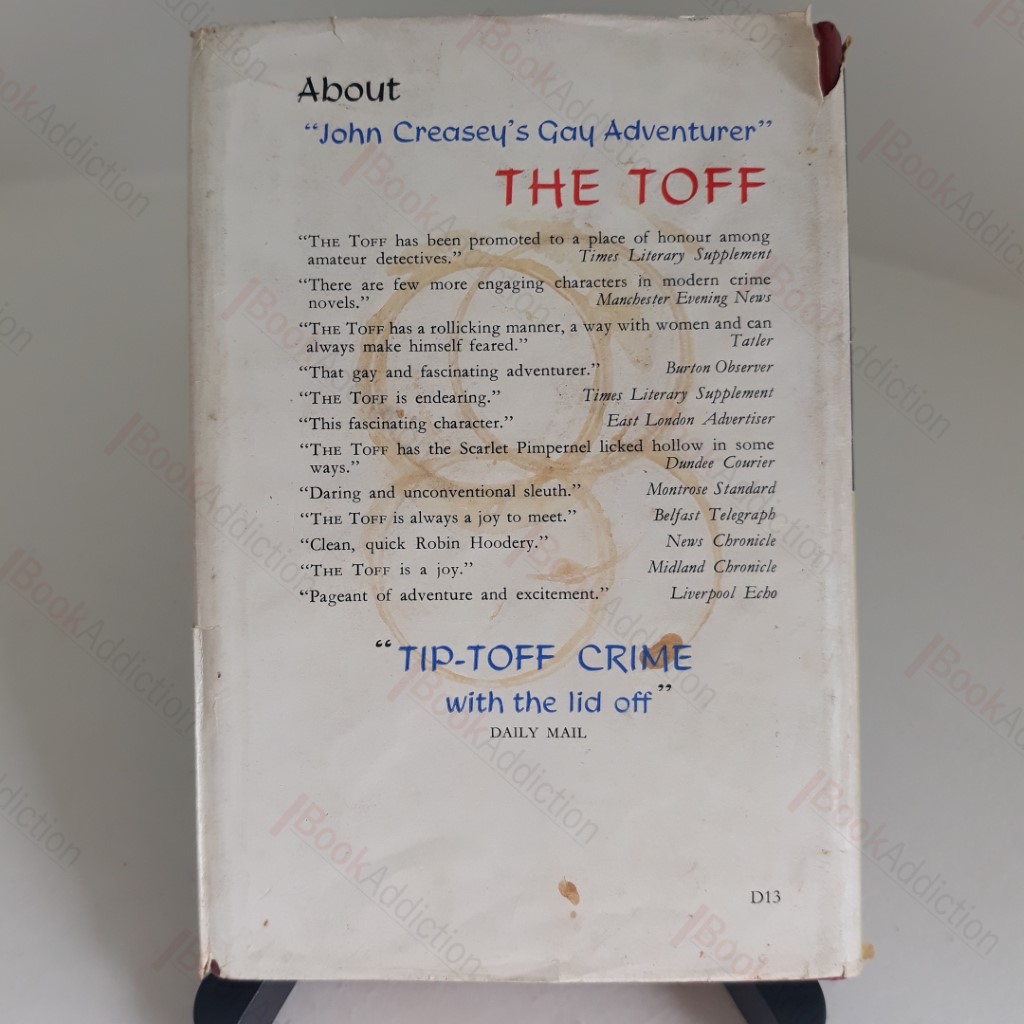 About
“John Creasey’s Gay Adventurer”
THE TOFF
“THE TOFF has been promoted to a place of honour among
amateur detectives.” Times Literary Supplement
“There are few more engaging characters in modern crime
novels.” Manchester Evening News
“THE TOFF has a rollicking manner, a way with women and can
always make himself feared.” Tatler
“That gay and fascinating adventurer.” Burton Observer
“THE TOFF is endearing.” Times Literary Supplement
“This fascinating character.” East London Advertiser
“THE TOFF has the Scarlet Pimpernel licked hollow in some
ways.” Dundee Courier
“Daring and unconventional sleuth.” Montrose Standard
“THE TOFF is always a joy to meet.” Belfast Telegraph
“Clean, quick Robin Hoodery.” News Chronicle
“THE TOFF is a joy.” Midland Chronicle
“Pageant of adventure and excitement.” Liverpool Echo
“TIP-TOFF CRIME
with the lid off”
DAILY MAIL
D13
BookAddiction